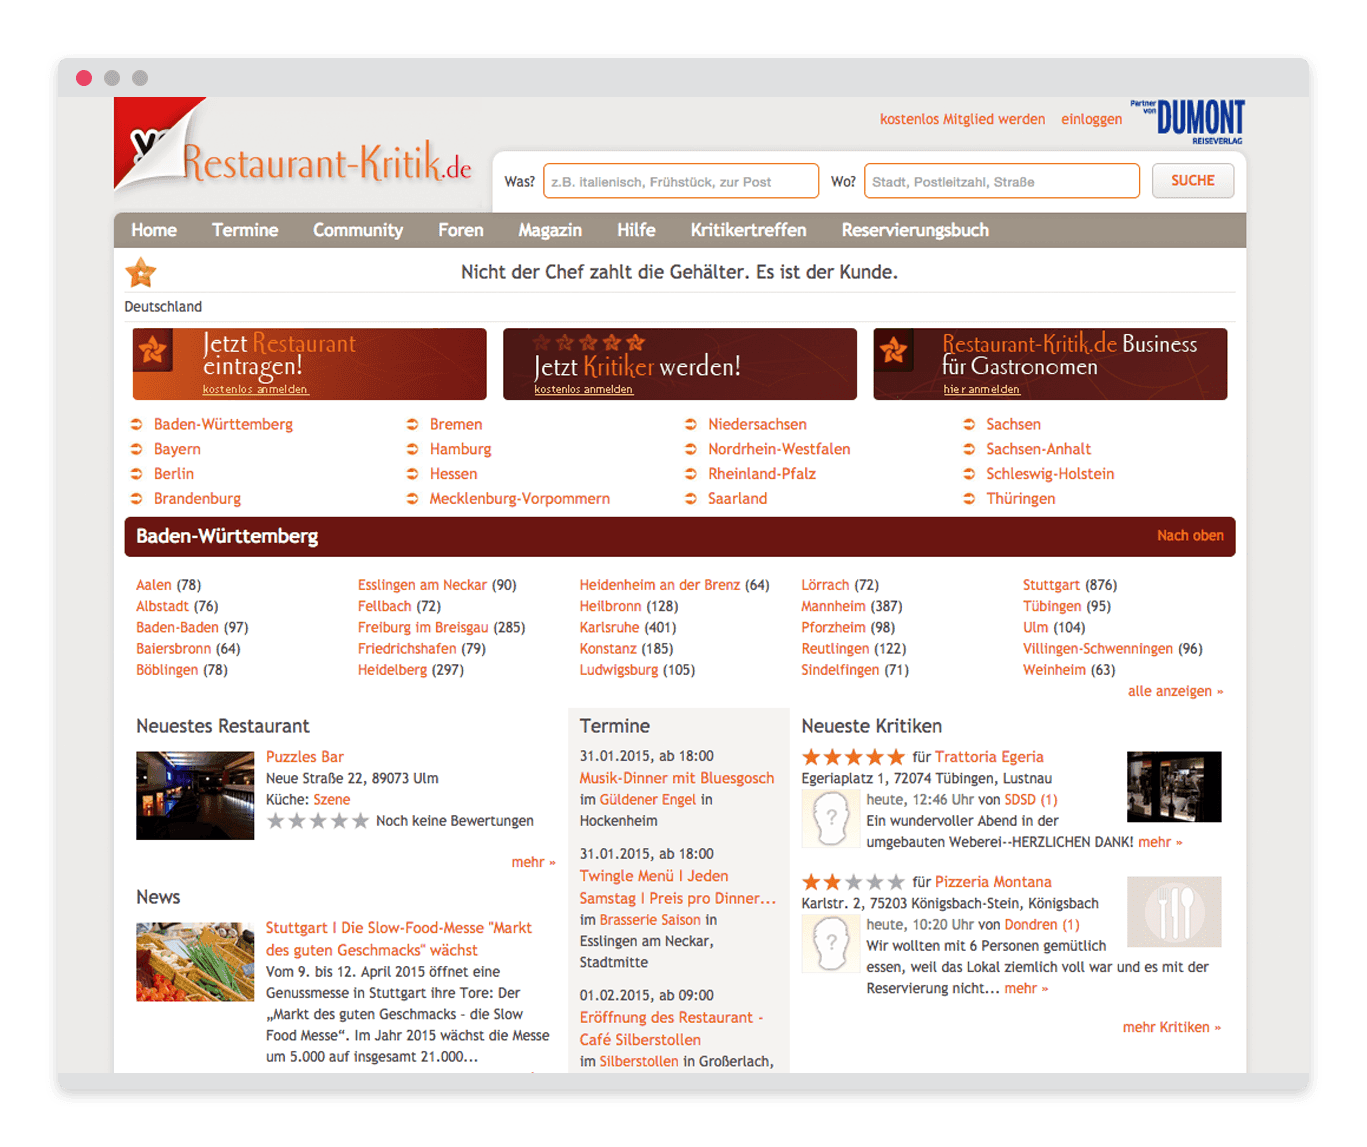 kostenlos Mitglied werden einloggen
Partner von DUMONT REISEVERLAG
Restaurant-Kritik.de
Was? z.B. italienisch, Frühstück, zur Post Wo? Stadt, Postleitzahl, Straße SUCHE
Home Termine Community Foren Magazin Hilfe Kritikertreffen Reservierungsbuch
Nicht der Chef zahlt die Gehälter. Es ist der Kunde.
Deutschland
Jetzt Restaurant
eintragen!
kostenlos anmelden
Jetzt Kritiker werden!
kostenlos anmelden
Restaurant-Kritik.de Business
für Gastronomen
hier anmelden
Baden-Württemberg Bremen Niedersachsen Sachsen
Bayern Hamburg Nordrhein-Westfalen Sachsen-Anhalt
Berlin Hessen Rheinland-Pfalz Schleswig-Holstein
Brandenburg Mecklenburg-Vorpommern Saarland Thüringen
Baden-Württemberg Nach oben
Aalen (78) Esslingen am Neckar (90) Heidenheim an der Brenz (64) Lörrach (72) Stuttgart (876)
Albstadt (76) Fellbach (72) Heilbronn (128) Mannheim (387) Tübingen (95)
Baden-Baden (97) Freiburg im Breisgau (285) Karlsruhe (401) Pforzheim (98) Ulm (104)
Baiersbronn (64) Friedrichshafen (79) Konstanz (185) Reutlingen (122) Villingen-Schwenningen (96)
Böblingen (78) Heidelberg (297) Ludwigsburg (105) Sindelfingen (71) Weinheim (63)
alle anzeigen »
Neuestes Restaurant
Puzzles Bar
Neue Straße 22, 89073 Ulm
Küche: Szene
Noch keine Bewertungen
mehr »
News
Stuttgart I Die Slow-Food-Messe "Markt
des guten Geschmacks" wächst
Vom 9. bis 12. April 2015 öffnet eine
Genussmesse in Stuttgart ihre Tore: Der
„Markt des guten Geschmacks - die Slow
Food Messe“. Im Jahr 2015 wächst die Messe
um 5.000 auf insgesamt 21.000...
Termine
31.01.2015, ab 18:00
Musik-Dinner mit Bluesgosch
im Güldener Engel in
Hockenheim
31.01.2015, ab 18:00
Twingle Menü I Jeden
Samstag I Preis pro Dinner...
im Brasserie Saison in
Esslingen am Neckar,
Stadtmitte
01.02.2015, ab 09:00
Eröffnung des Restaurant -
Café Silberstollen
im Silberstollen in Großerlach,
Neueste Kritiken
für Trattoria Egeria
Egeriaplatz 1, 72074 Tübingen, Lustnau
heute, 12:46 Uhr von SDSD (1)
Ein wundervoller Abend in der
umgebauten Weberei--HERZLICHEN DANK! mehr »
für Pizzeria Montana
Karlstr. 2, 75203 Königsbach-Stein, Königsbach
heute, 10:20 Uhr von Dondren (1)
Wir wollten mit 6 Personen gemütlich
essen, weil das Lokal ziemlich voll war und es mit der
Reservierung nicht... mehr »
mehr Kritiken »